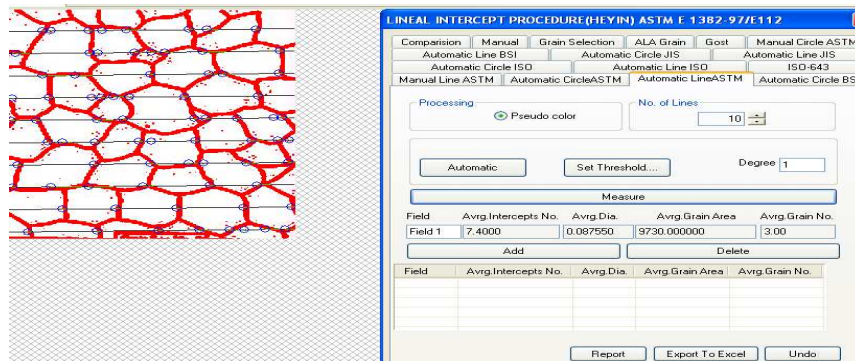 LINEAL INTERCEPT PROCEDURE(HEYIN) ASTM E 1382-97/E112
Comparision Manual Grain Selection ALA Grain Gost Manual Circle ASTM
Automatic Line BSI Automatic Circle JIS Automatic Line JIS
Automatic Circle ISO Automatic Line ISO ISO-643
Manual Line ASTM Automatic CircleASTM Automatic LineASTM Automatic Circle BS
Processing No. of Lines
Pseudo color 10
Automatic Set Threshold.... Degree 1
Measure
Field Avrg.Intercepts No. Avrg.Dia. Avrg.Grain Area Avrg.Grain No.
Field 1 7.4000 0.087550 9730.000000 3.00
Add Delete
Field Avrg.Intercepts No. Avrg.Dia. Avrg.Grain Area Avrg.Grain No.
Report Export To Excel Undo